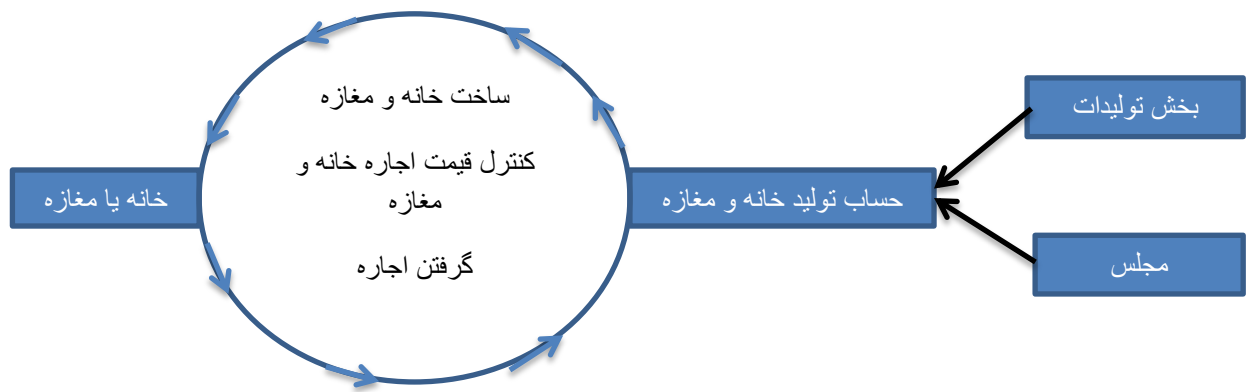 بخش تولیدات
ساخت خانه و مغازه
کنترل قیمت اجاره خانه و
مغازه
حساب تولید خانه و مغازه
خانه یا مغازه
مجلس
گرفتن اجاره